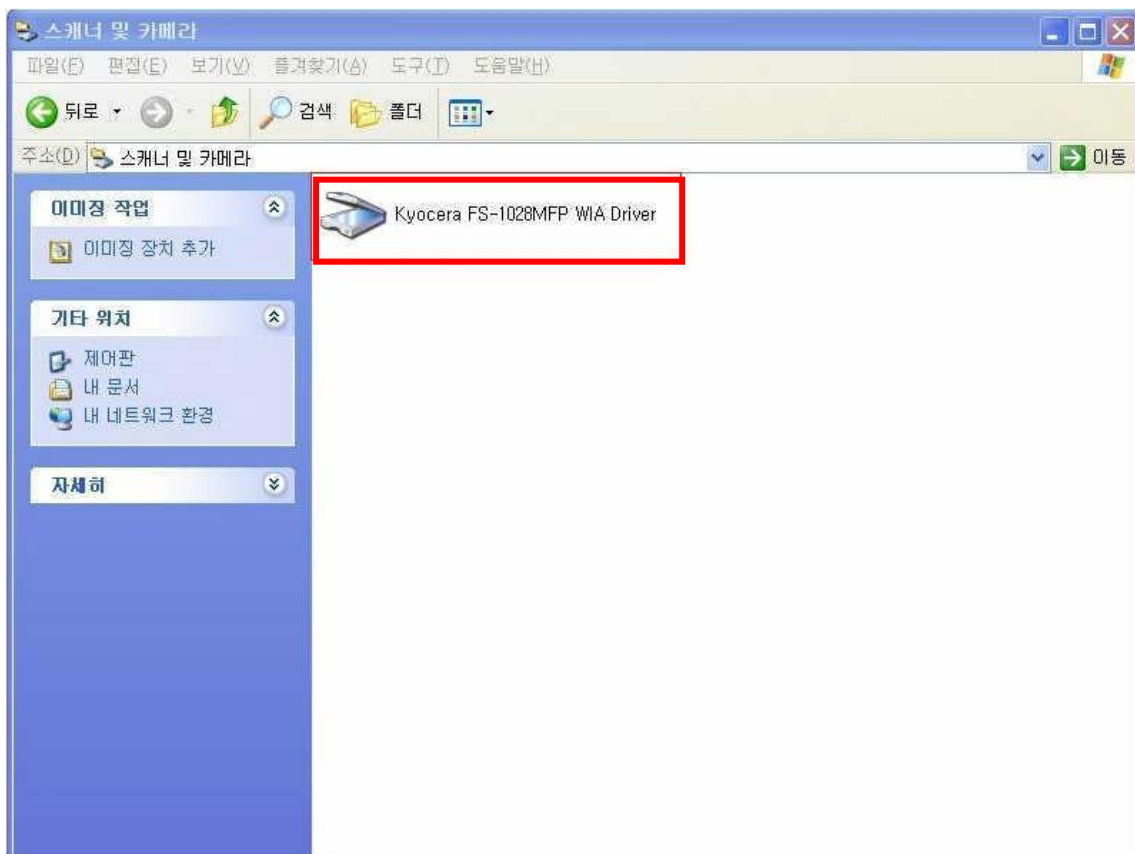 스캐너 및 카메라
파일(F) 편집(E) 보기(V) 즐겨찾기(A) 도구(T) 도움말(H)
뒤로 검색 폴더
주소(D) 스캐너 및 카메라 이동
이미징 작업
이미징 장치 추가
기타 위치
제어판
내 문서
내 네트워크 환경
자세히
Kyocera FS-1028MFP WIA Driver